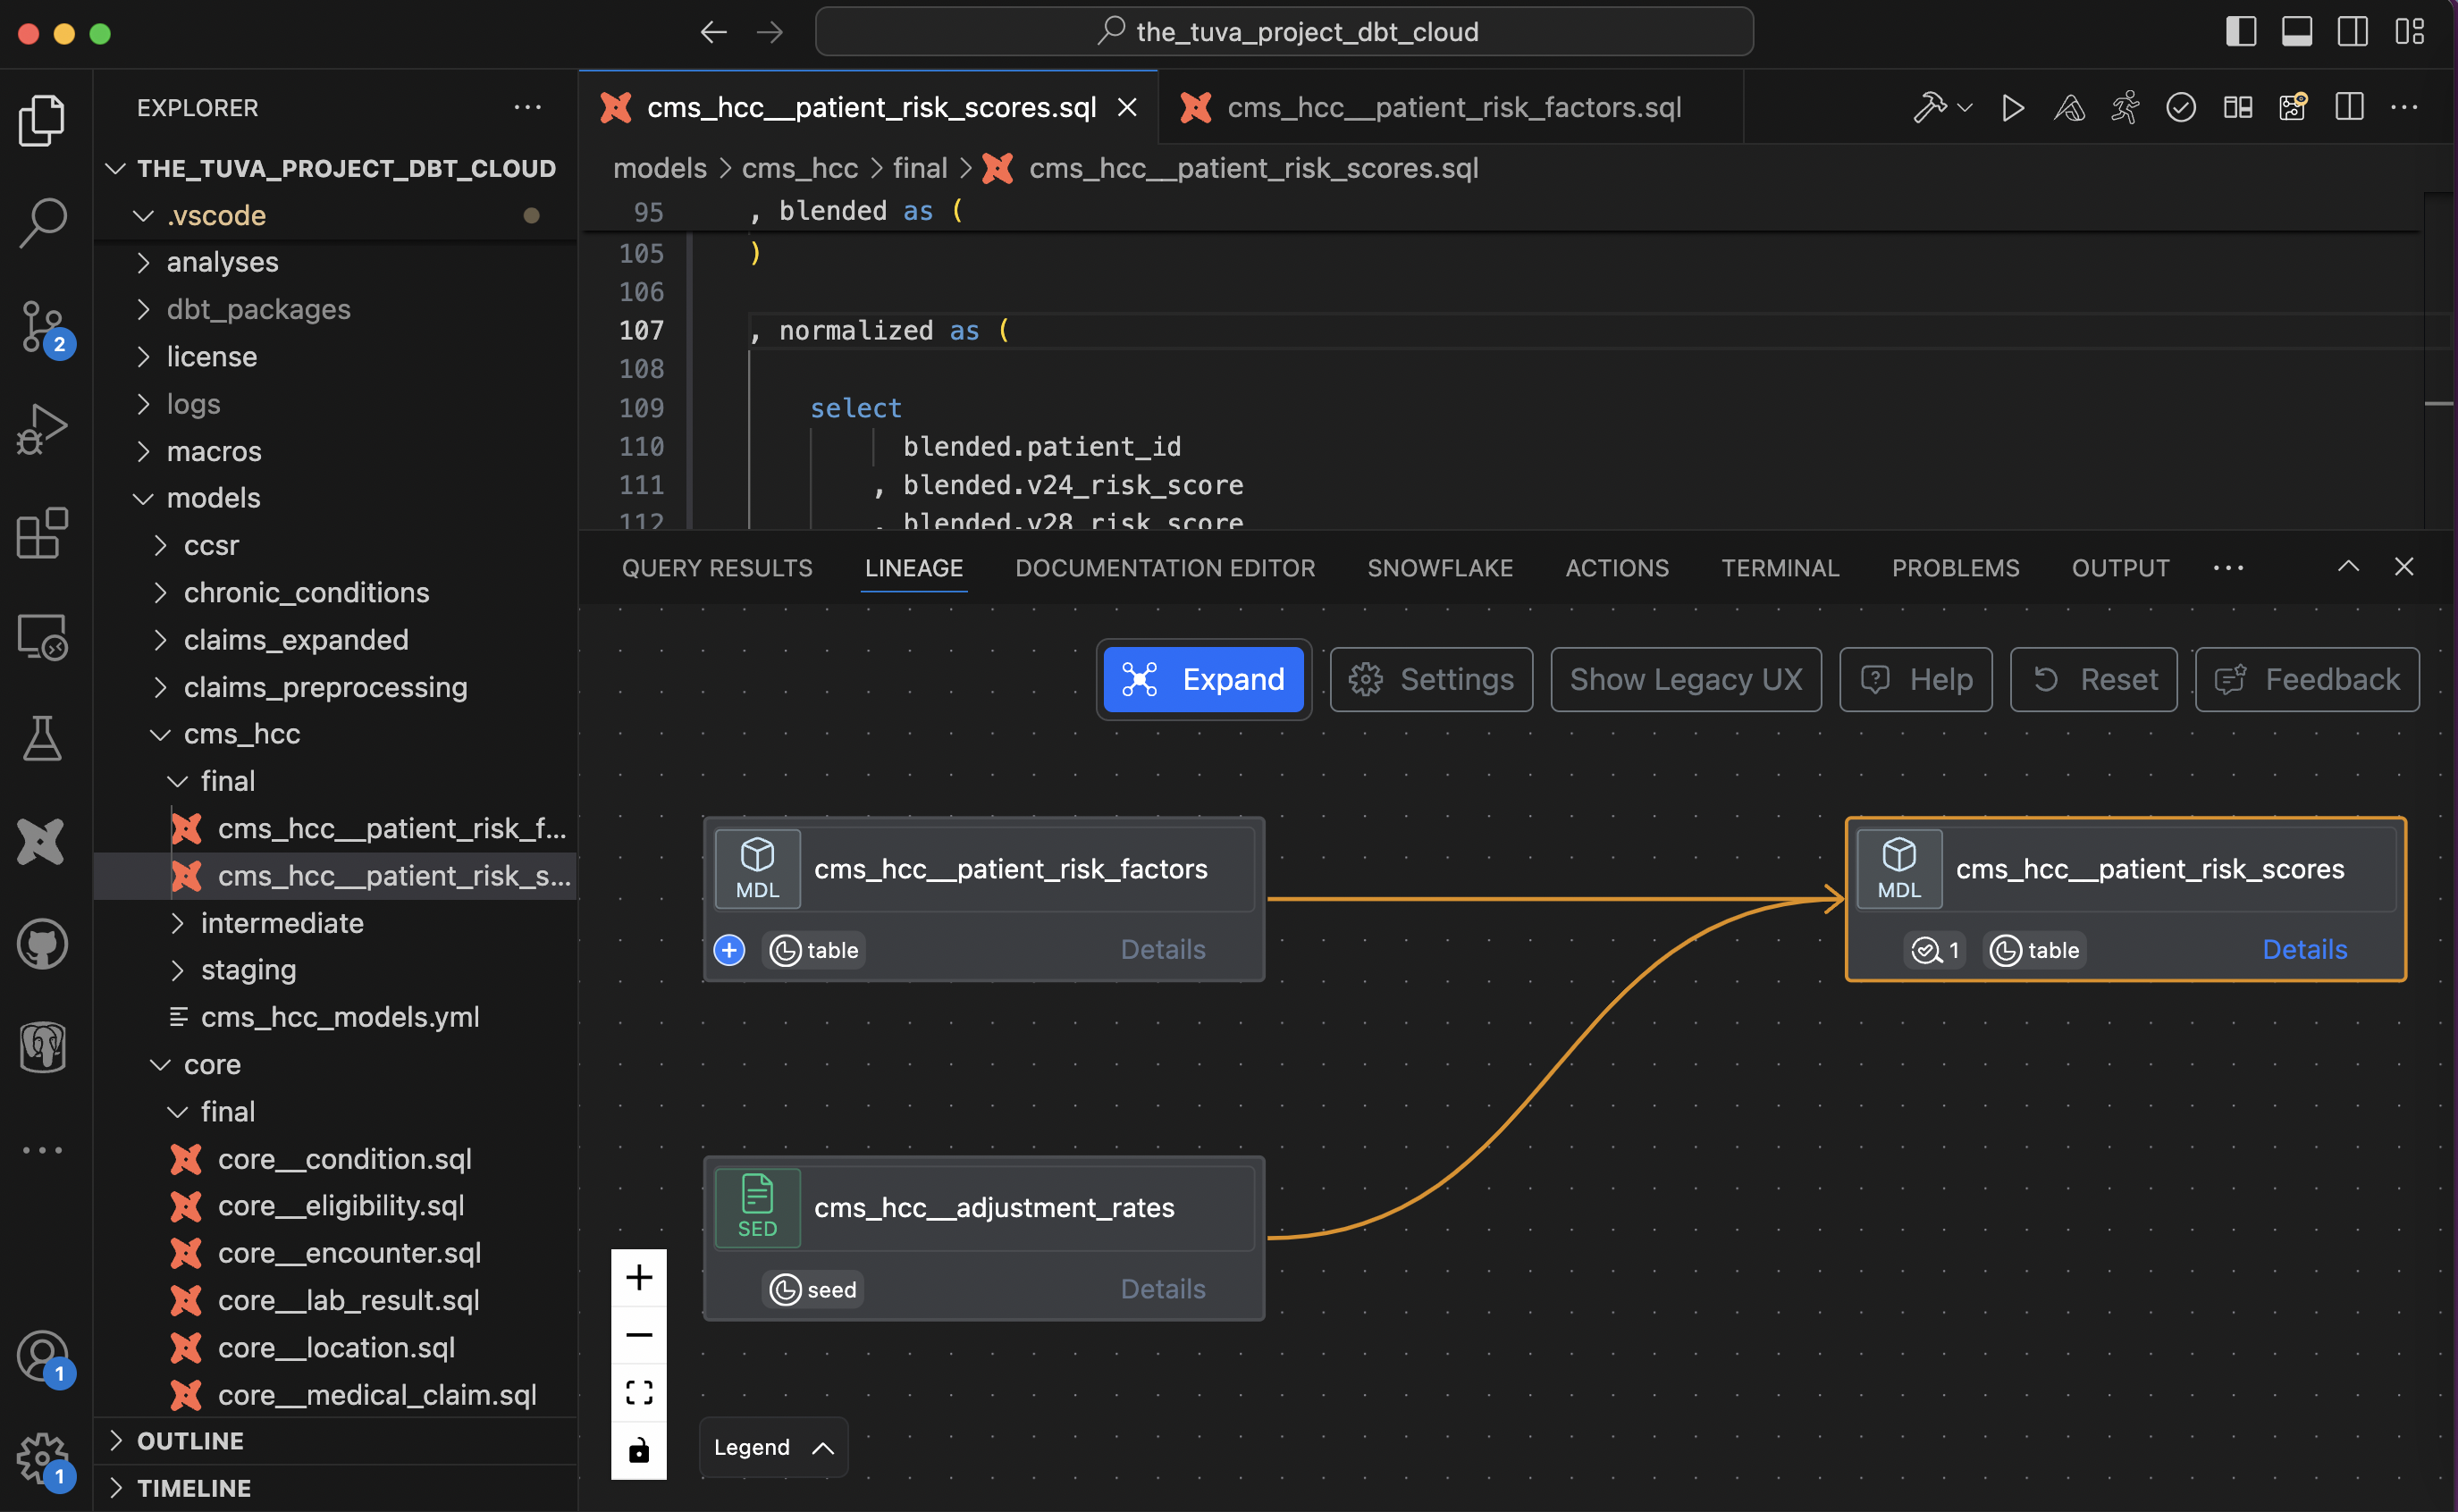 the_tuva_project_dbt_cloud
EXPLORER
THE_TUVA_PROJECT_DBT_CLOUD
.vscode
analyses
dbt_packages
license
logs
macros
models
ccsr
chronic_conditions
claims_expanded
claims_preprocessing
cms_hcc
final
cms_hcc__patient_risk_f...
cms_hcc__patient_risk_s...
intermediate
staging
cms_hcc_models.yml
core
final
core__condition.sql
core__eligibility.sql
core__encounter.sql
core__lab_result.sql
core__location.sql
core__medical_claim.sql
OUTLINE
TIMELINE
2
1
1
cms_hcc__patient_risk_scores.sql
cms_hcc__patient_risk_factors.sql
models > cms_hcc > final > cms_hcc__patient_risk_scores.sql
95 , blended as (
105 )
106
107 , normalized as (
108
109 select
110 blended.patient_id
111 , blended.v24_risk_score
112 , blended.v28_risk_score
QUERY RESULTS LINEAGE DOCUMENTATION EDITOR SNOWFLAKE ACTIONS TERMINAL PROBLEMS OUTPUT
Expand Settings Show Legacy UX Help Reset Feedback
MDL
cms_hcc__patient_risk_factors
table Details
MDL
cms_hcc__patient_risk_scores
1 table Details
SED
cms_hcc__adjustment_rates
seed Details
Legend